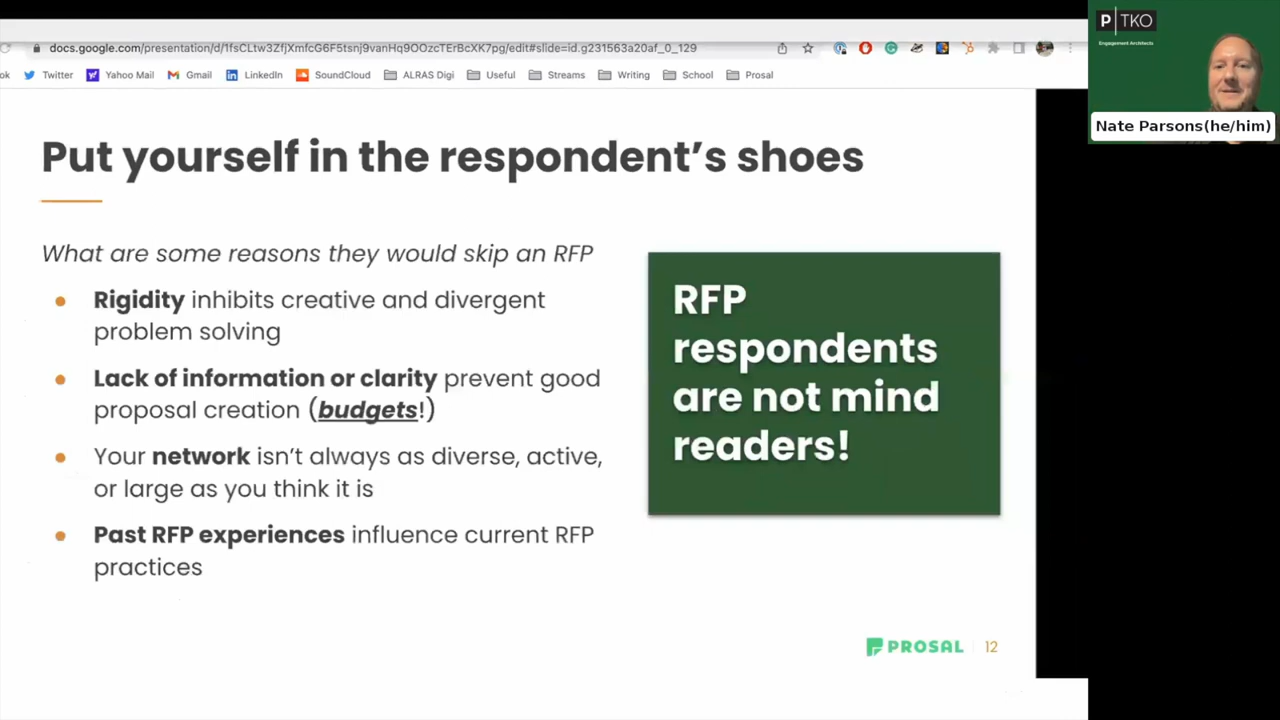 docs.google.com/presentation/d/1fsCLtw3ZfjXmfcG6F5tsnj9vanHq9OOzcTErBcXK7pg/edit#slide=id.g231563a20af_0_129
ok Twitter Yahoo Mail Gmail LinkedIn SoundCloud ALRAS Digi Useful Streams Writing School Prosal
P TKO
Engagement Architects
Nate Parsons(he/him)
Put yourself in the respondent's shoes
What are some reasons they would skip an RFP
● Rigidity inhibits creative and divergent
problem solving
● Lack of information or clarity prevent good
proposal creation (budgets!)
● Your network isn't always as diverse, active,
or large as you think it is
● Past RFP experiences influence current RFP
practices
RFP
respondents
are not mind
readers!
PROSAL 12